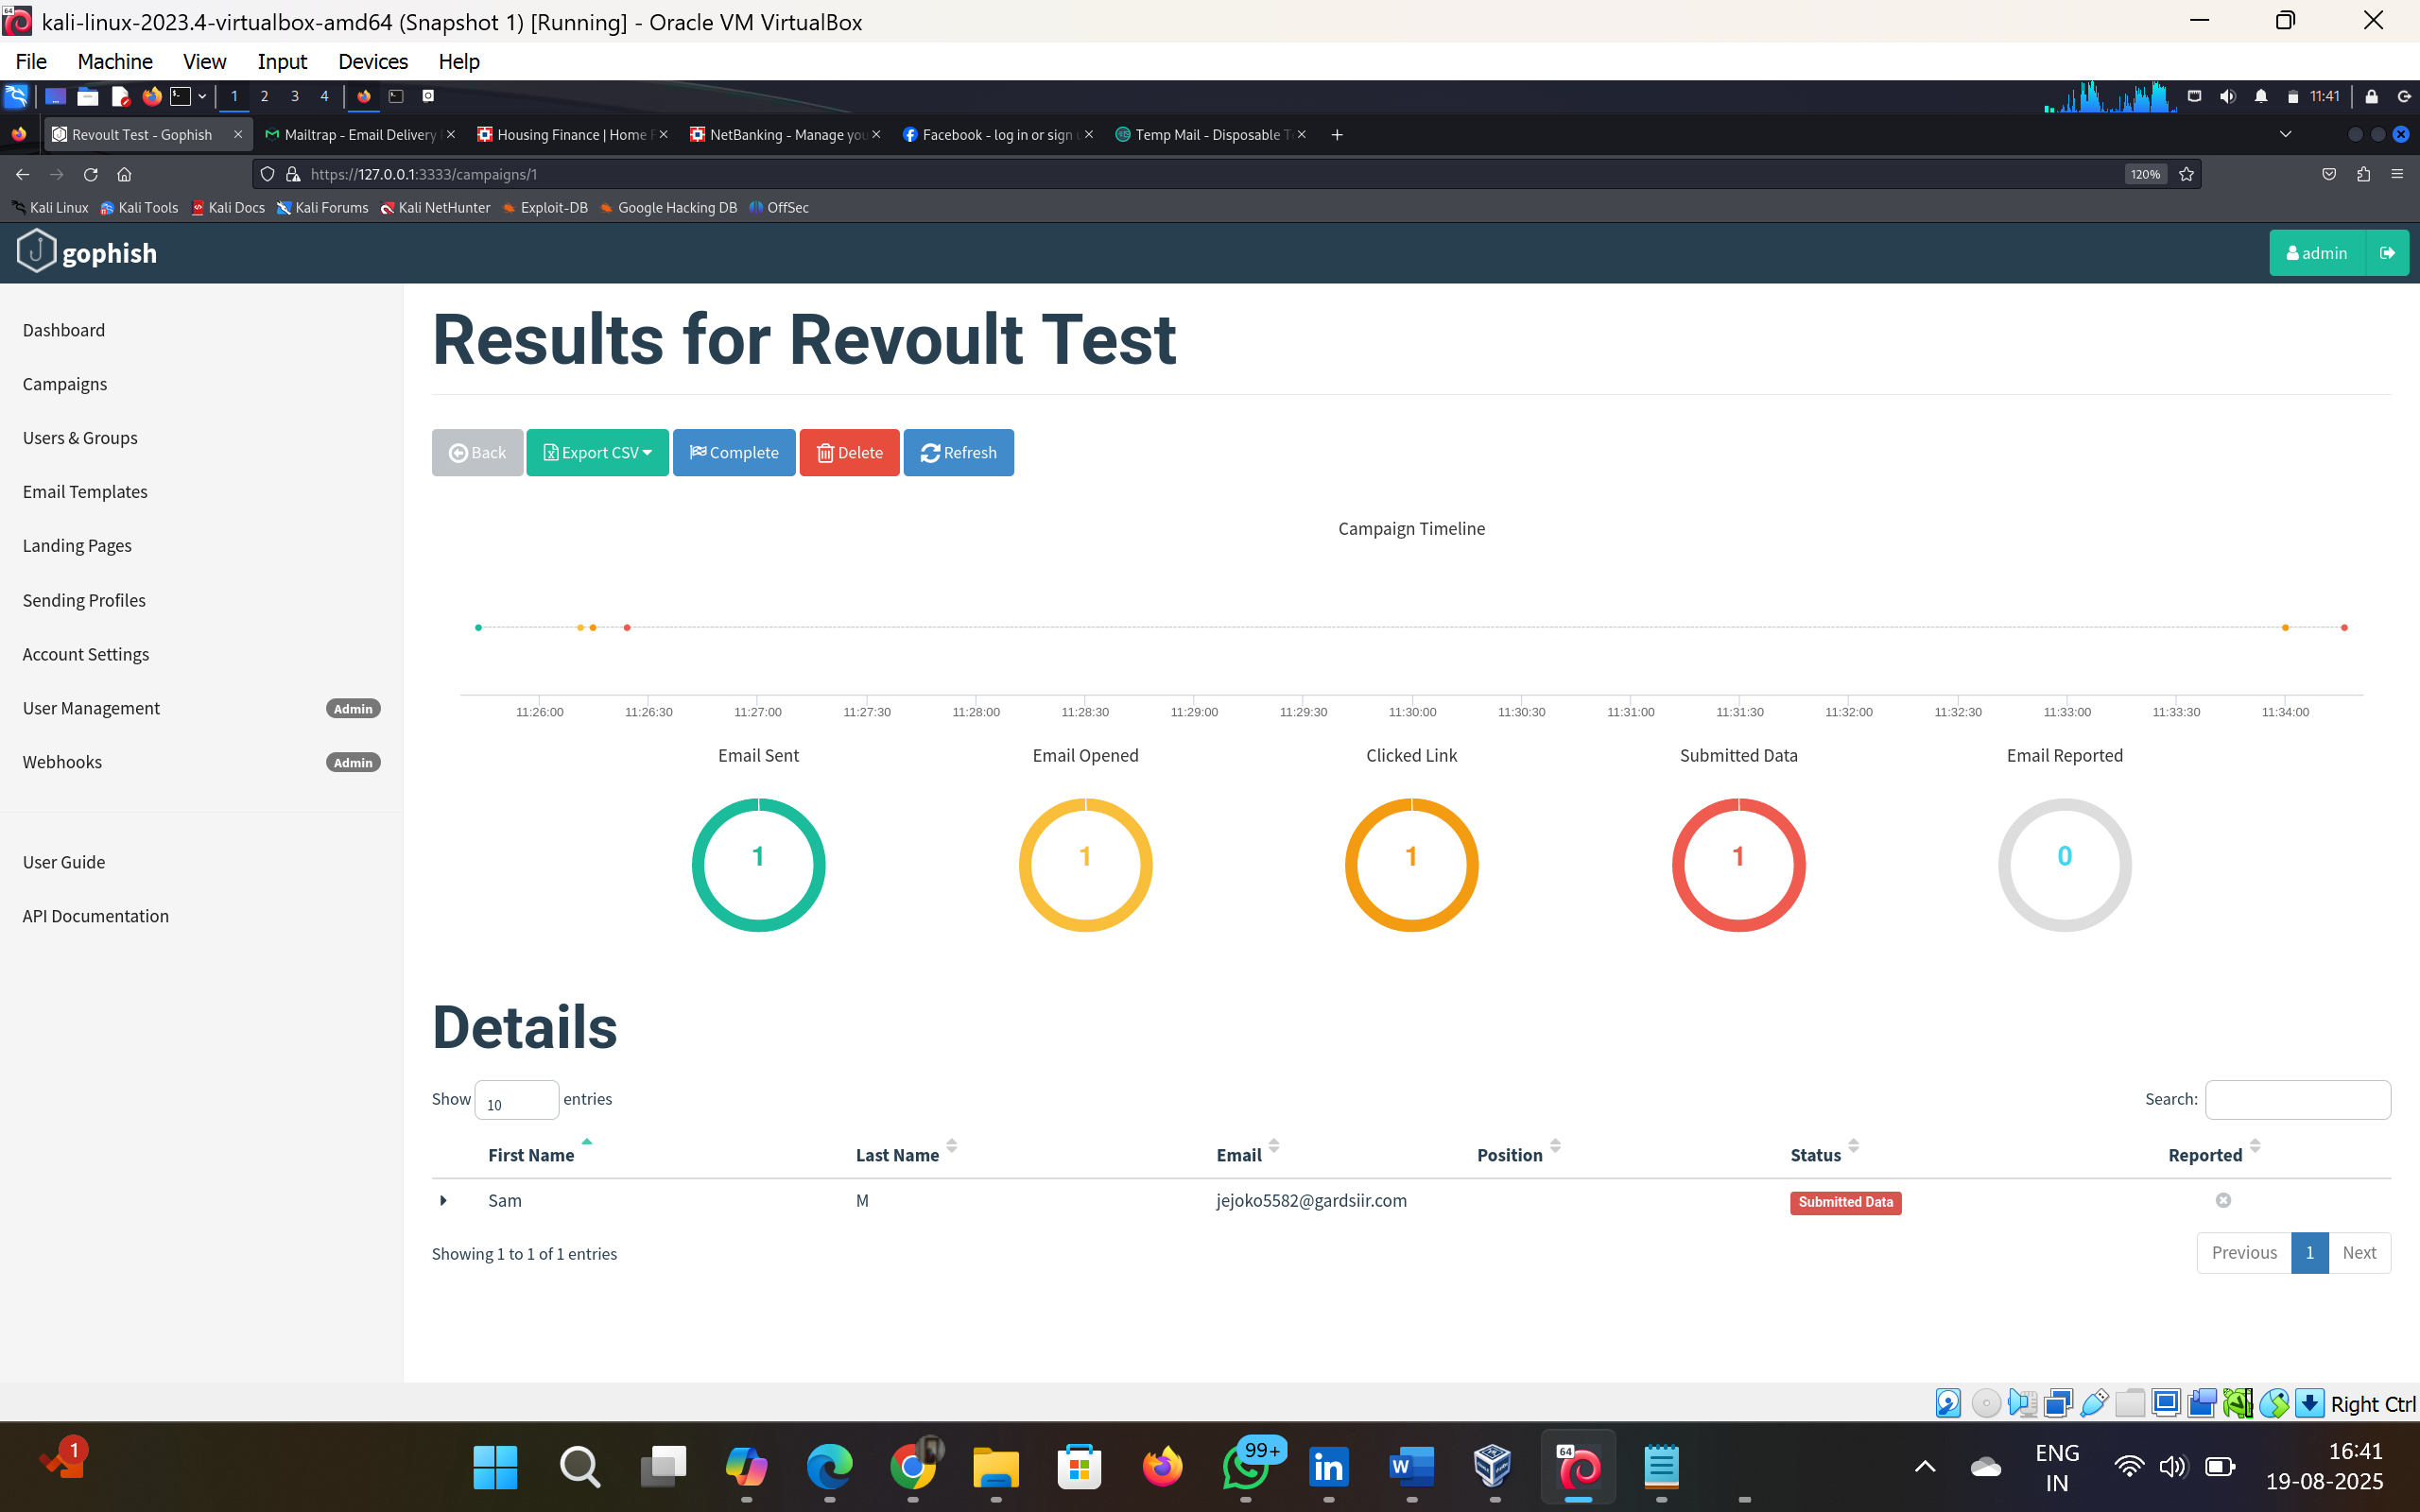 kali-linux-2023.4-virtualbox-amd64 (Snapshot 1) [Running] - Oracle VM VirtualBox
File Machine View Input Devices Help
1 2 3 4 11:41
Revoult Test - Gophish Mailtrap - Email Delivery Housing Finance | Home F NetBanking - Manage you Facebook - log in or sign Temp Mail - Disposable T
https://127.0.0.1:3333/campaigns/1 120%
Kali Linux Kali Tools Kali Docs Kali Forums Kali NetHunter Exploit-DB Google Hacking DB OffSec
gophish admin
Dashboard
Campaigns
Users & Groups
Email Templates
Landing Pages
Sending Profiles
Account Settings
User Management Admin
Webhooks Admin
User Guide
API Documentation
Results for Revoult Test
Back Export CSV Complete Delete Refresh
Campaign Timeline
11:26:00 11:26:30 11:27:00 11:27:30 11:28:00 11:28:30 11:29:00 11:29:30 11:30:00 11:30:30 11:31:00 11:31:30 11:32:00 11:32:30 11:33:00 11:33:30 11:34:00
Email Sent Email Opened Clicked Link Submitted Data Email Reported
1 1 1 1 0
Details
Show 10 entries Search:
First Name Last Name Email Position Status Reported
Sam M jejoko5582@gardsiir.com Submitted Data
Showing 1 to 1 of 1 entries Previous 1 Next
Right Ctrl
1 99+ 64 ENG 16:41
IN 19-08-2025